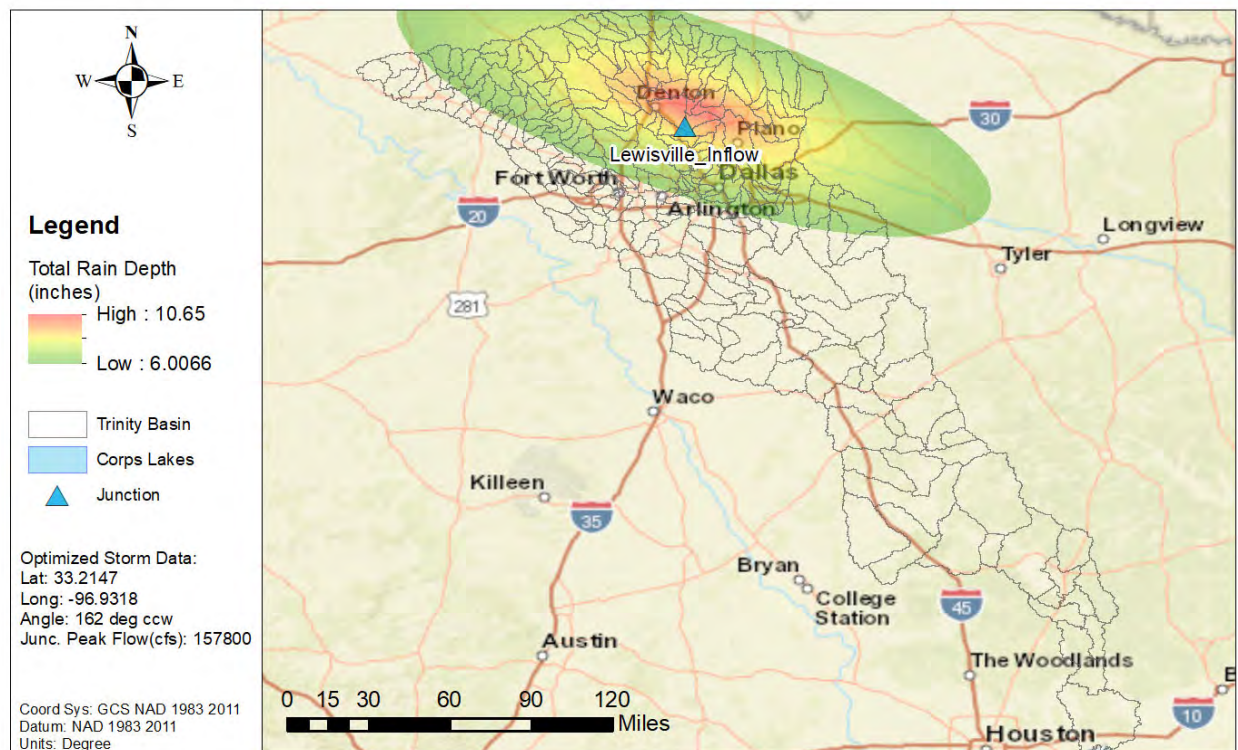 N
W E
S
Legend
Total Rain Depth
(inches)
High : 10.65
Low : 6.0066
Trinity Basin
Corps Lakes
Junction
Optimized Storm Data:
Lat: 33.2147
Long: -96.9318
Angle: 162 deg ccw
Junc. Peak Flow(cfs): 157800
Coord Sys: GCS NAD 1983 2011
Datum: NAD 1983 2011
Units: Degree
Denton
30
Plano
Lewisville_Inflow
Dallas
Fort Worth
Arlington
20
Longview
Tyler
281
Waco
Killeen
35
Bryan
College
Station
45
Austin
The Woodlands
10
Houston
0 15 30 60 90 120
Miles